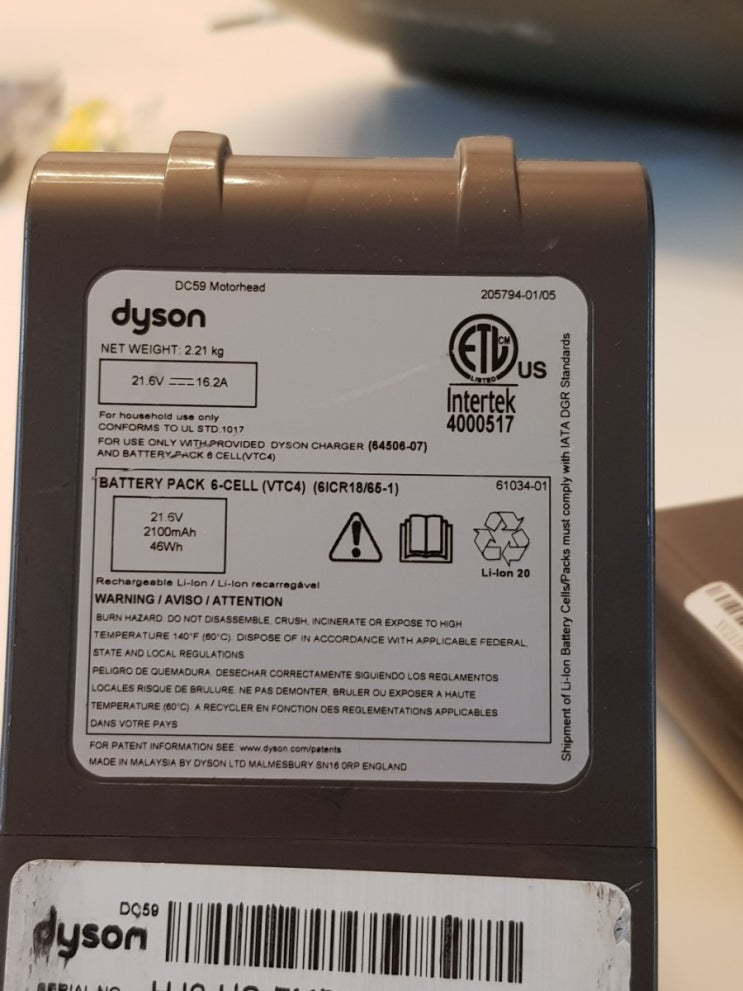 DC59 Motorhead
205794-01/05
dyson
NET WEIGHT: 2.21 kg
21.6V 16.2A
ETL CM
LISTED
US
Intertek
4000517
For household use only
CONFORMS TO UL STD.1017
FOR USE ONLY WITH PROVIDED DYSON CHARGER (64506-07)
AND BATTERY PACK 6 CELL(VTC4)
BATTERY PACK 6-CELL (VTC4) (6ICR18/65-1)
61034-01
21.6V
2100mAh
46Wh
Li-Ion 20
Rechargeable Li-Ion / Li-Ion recarregável
WARNING / AVISO / ATTENTION
BURN HAZARD. DO NOT DISASSEMBLE, CRUSH, INCINERATE OR EXPOSE TO HIGH
TEMPERATURE 140°F (60°C). DISPOSE OF IN ACCORDANCE WITH APPLICABLE FEDERAL,
STATE AND LOCAL REGULATIONS.
PELIGRO DE QUEMADURA. DESECHAR CORRECTAMENTE SIGUIENDO LOS REGLAMENTOS
LOCALES RISQUE DE BRULURE. NE PAS DEMONTER, BRULER OU EXPOSER A HAUTE
TEMPERATURE (60°C). A RECYCLER EN FONCTION DES REGLEMENTATIONS APPLICABLES
DANS VOTRE PAYS
FOR PATENT INFORMATION SEE: www.dyson.com/patents
MADE IN MALAYSIA BY DYSON LTD MALMESBURY SN16 0RP ENGLAND
Shipment of Li-Ion Battery Cells/Packs must comply with IATA DGR Standards
DC59
dyson
SERIAL NO